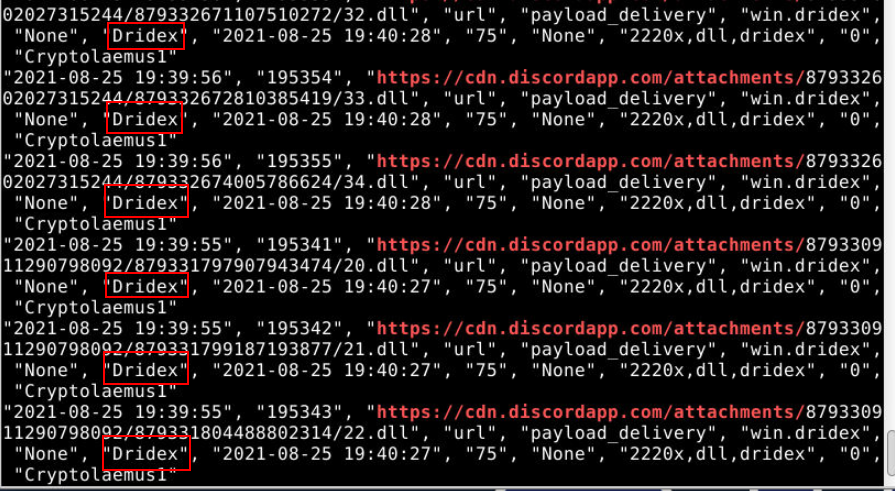 02027315244/879332671107510272/32.dll", "url", "payload_delivery", "win.dridex",
"None", "Dridex", "2021-08-25 19:40:28", "75", "None", "2220x,dll,dridex", "0",
"Cryptolaemus1"
"2021-08-25 19:39:56", "195354", "https://cdn.discordapp.com/attachments/8793326
02027315244/879332672810385419/33.dll", "url", "payload_delivery", "win.dridex",
"None", "Dridex", "2021-08-25 19:40:28", "75", "None", "2220x,dll,dridex", "0",
"Cryptolaemus1"
"2021-08-25 19:39:56", "195355", "https://cdn.discordapp.com/attachments/8793326
02027315244/879332674005786624/34.dll", "url", "payload_delivery", "win.dridex",
"None", "Dridex", "2021-08-25 19:40:28", "75", "None", "2220x,dll,dridex", "0",
"Cryptolaemus1"
"2021-08-25 19:39:55", "195341", "https://cdn.discordapp.com/attachments/8793309
11290798092/879331797907943474/20.dll", "url", "payload_delivery", "win.dridex",
"None", "Dridex", "2021-08-25 19:40:27", "75", "None", "2220x,dll,dridex", "0",
"Cryptolaemus1"
"2021-08-25 19:39:55", "195342", "https://cdn.discordapp.com/attachments/8793309
11290798092/879331799187193877/21.dll", "url", "payload_delivery", "win.dridex",
"None", "Dridex", "2021-08-25 19:40:27", "75", "None", "2220x,dll,dridex", "0",
"Cryptolaemus1"
"2021-08-25 19:39:55", "195343", "https://cdn.discordapp.com/attachments/8793309
11290798092/879331804488802314/22.dll", "url", "payload_delivery", "win.dridex",
"None", "Dridex", "2021-08-25 19:40:27", "75", "None", "2220x,dll,dridex", "0",
"Cryptolaemus1"